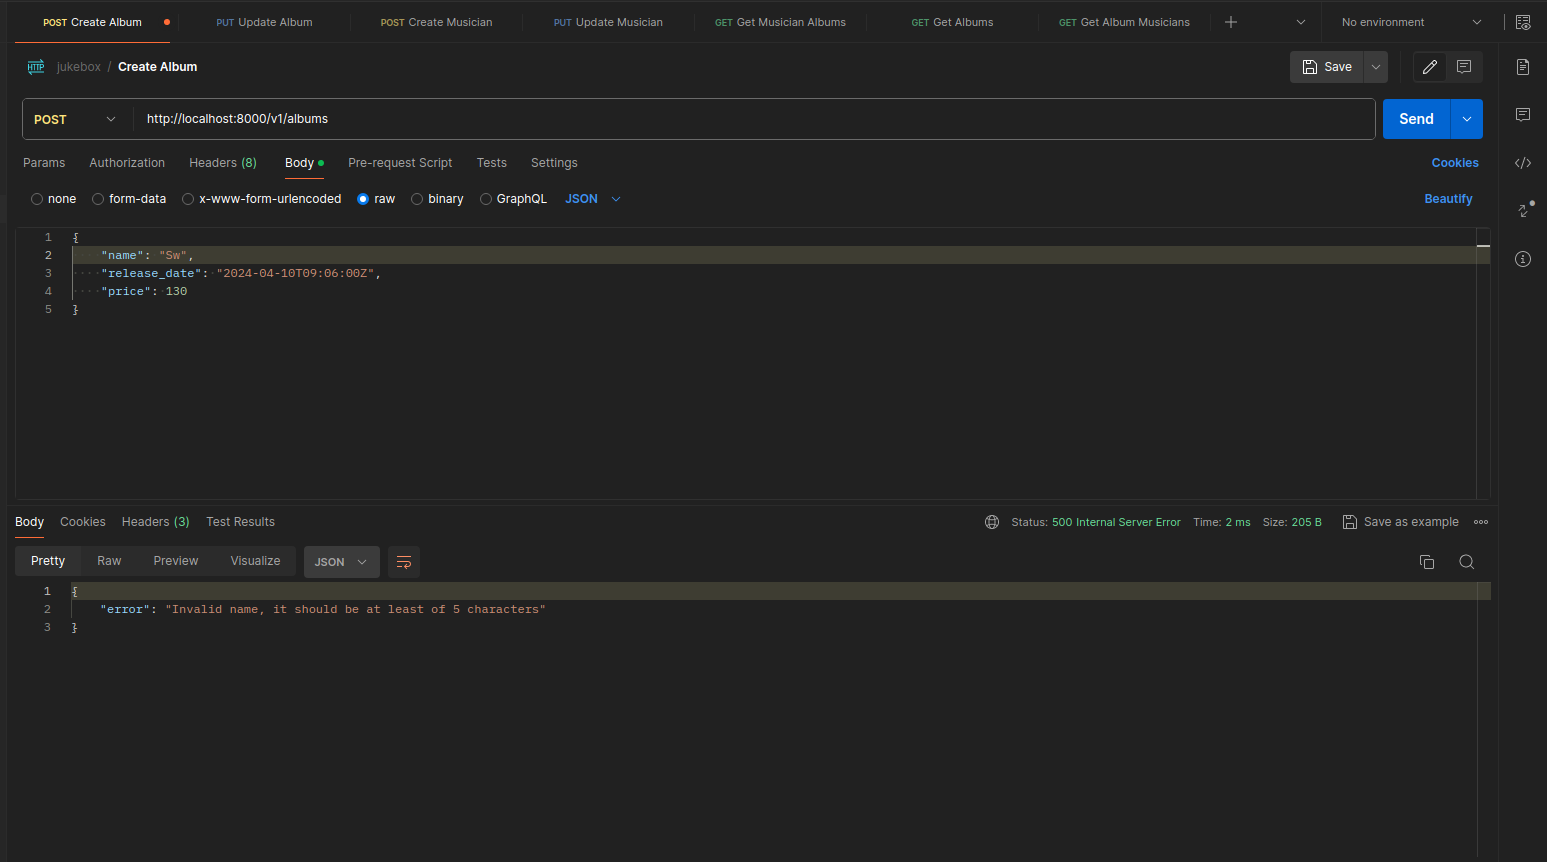 POST Create Album
PUT Update Album
POST Create Musician
PUT Update Musician
GET Get Musician Albums
GET Get Albums
GET Get Album Musicians
No environment
HTTP jukebox / Create Album
Save
POST
http://localhost:8000/v1/albums
Send
Params
Authorization
Headers (8)
Body
Pre-request Script
Tests
Settings
Cookies
none
form-data
x-www-form-urlencoded
raw
binary
GraphQL
JSON
Beautify
1 {
2 "name": "Sw",
3 "release_date": "2024-04-10T09:06:00Z",
4 "price": 130
5 }
Body
Cookies
Headers (3)
Test Results
Status: 500 Internal Server Error
Time: 2 ms
Size: 205 B
Save as example
Pretty
Raw
Preview
Visualize
JSON
1 {
2 "error": "Invalid name, it should be at least of 5 characters"
3 }